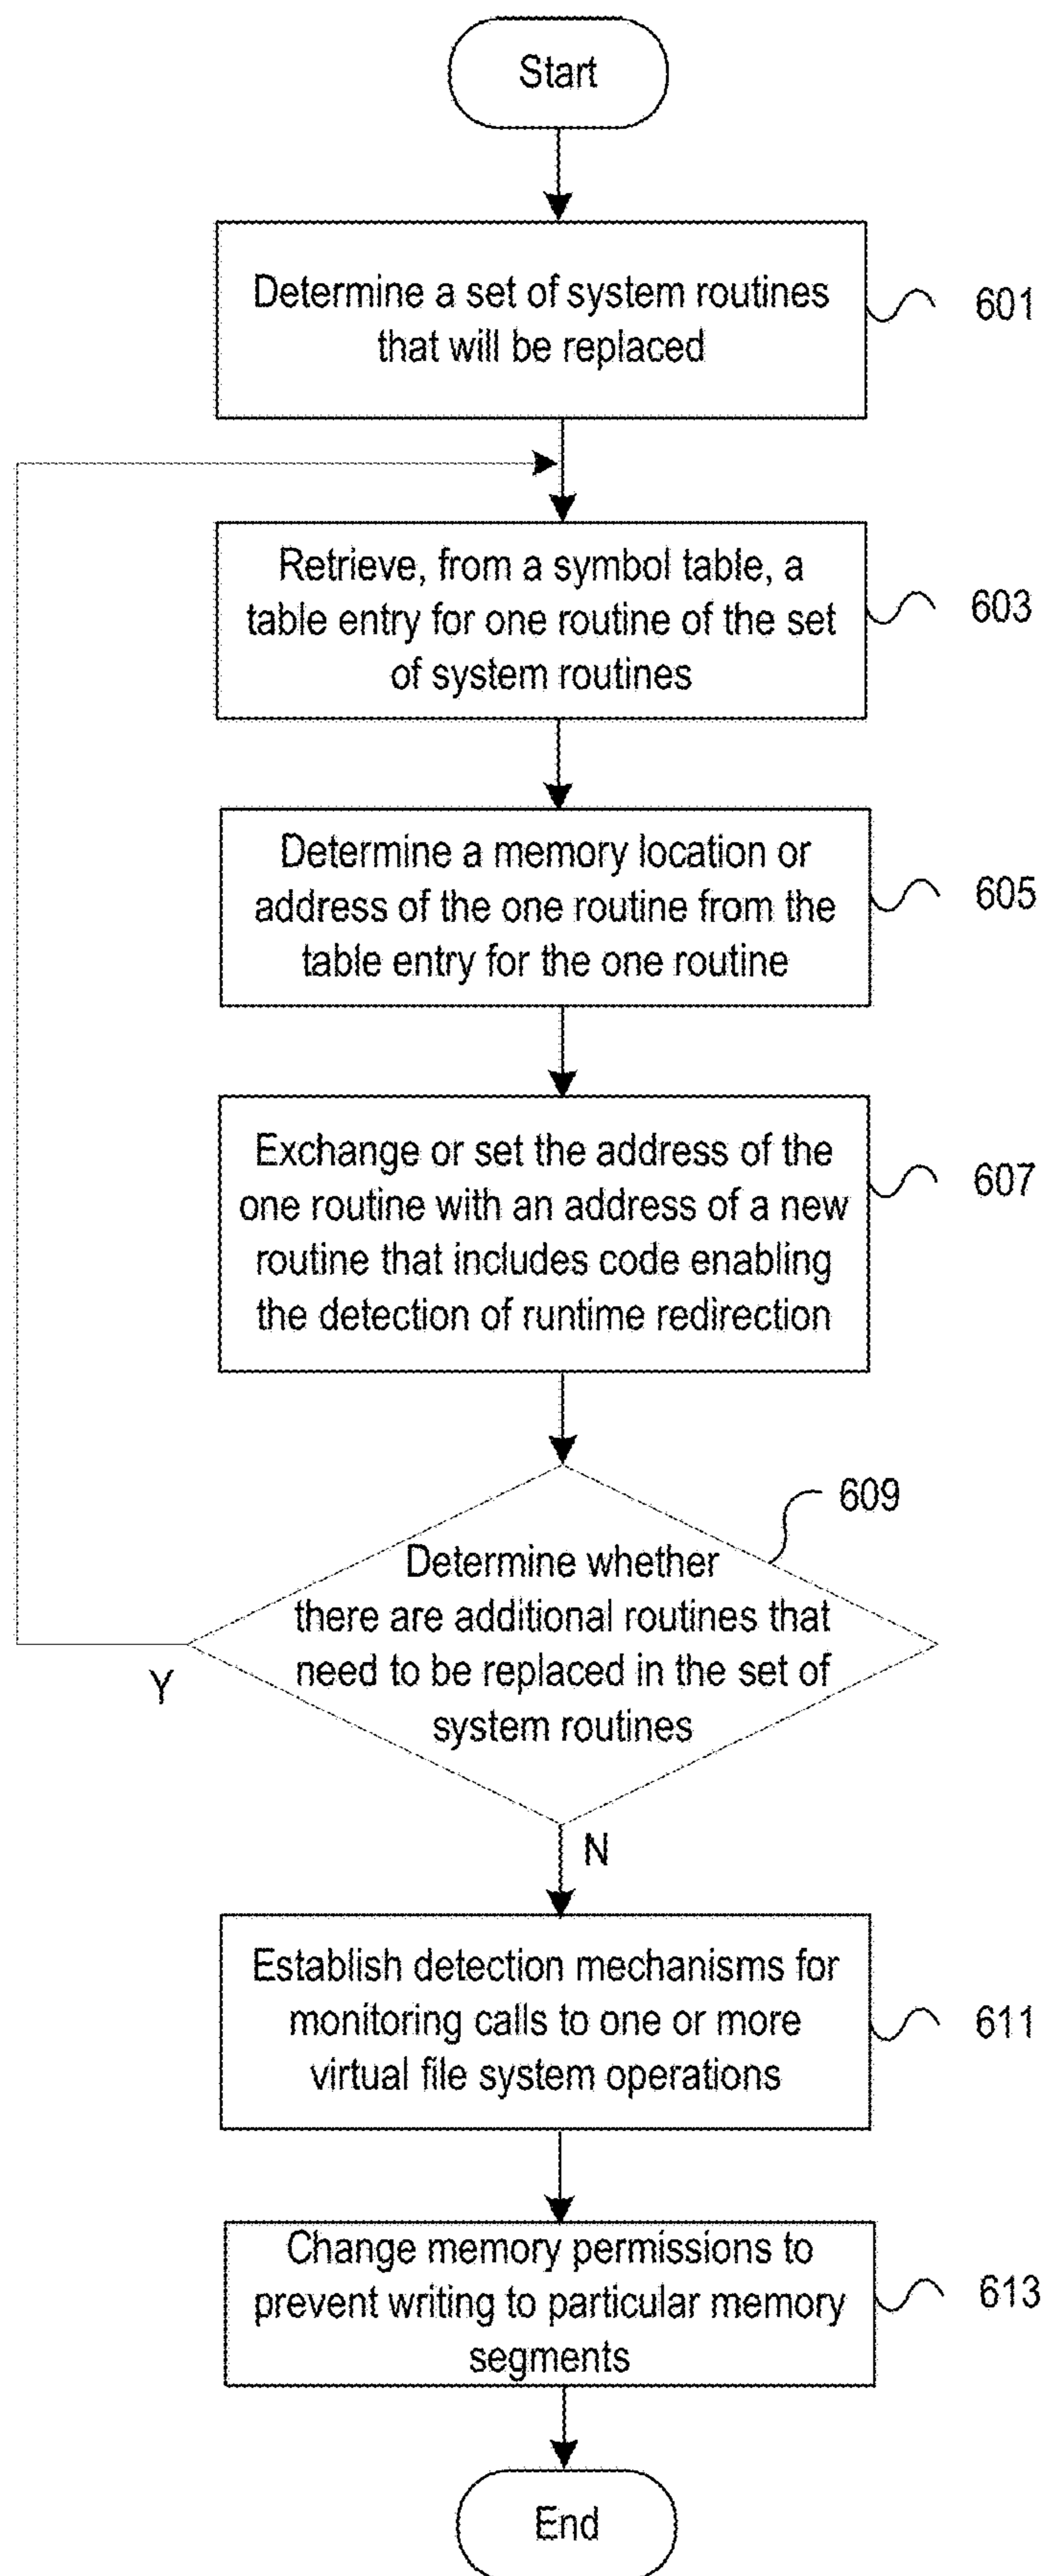 Start
Determine a set of system routines
that will be replaced
601
Retrieve, from a symbol table, a
table entry for one routine of the set
of system routines
603
Determine a memory location or
address of the one routine from the
table entry for the one routine
605
Exchange or set the address of the
one routine with an address of a new
routine that includes code enabling
the detection of runtime redirection
607
609
Determine whether
there are additional routines that
need to be replaced in the set of
system routines
Y
N
Establish detection mechanisms for
monitoring calls to one or more
virtual file system operations
611
Change memory permissions to
prevent writing to particular memory
segments
613
End